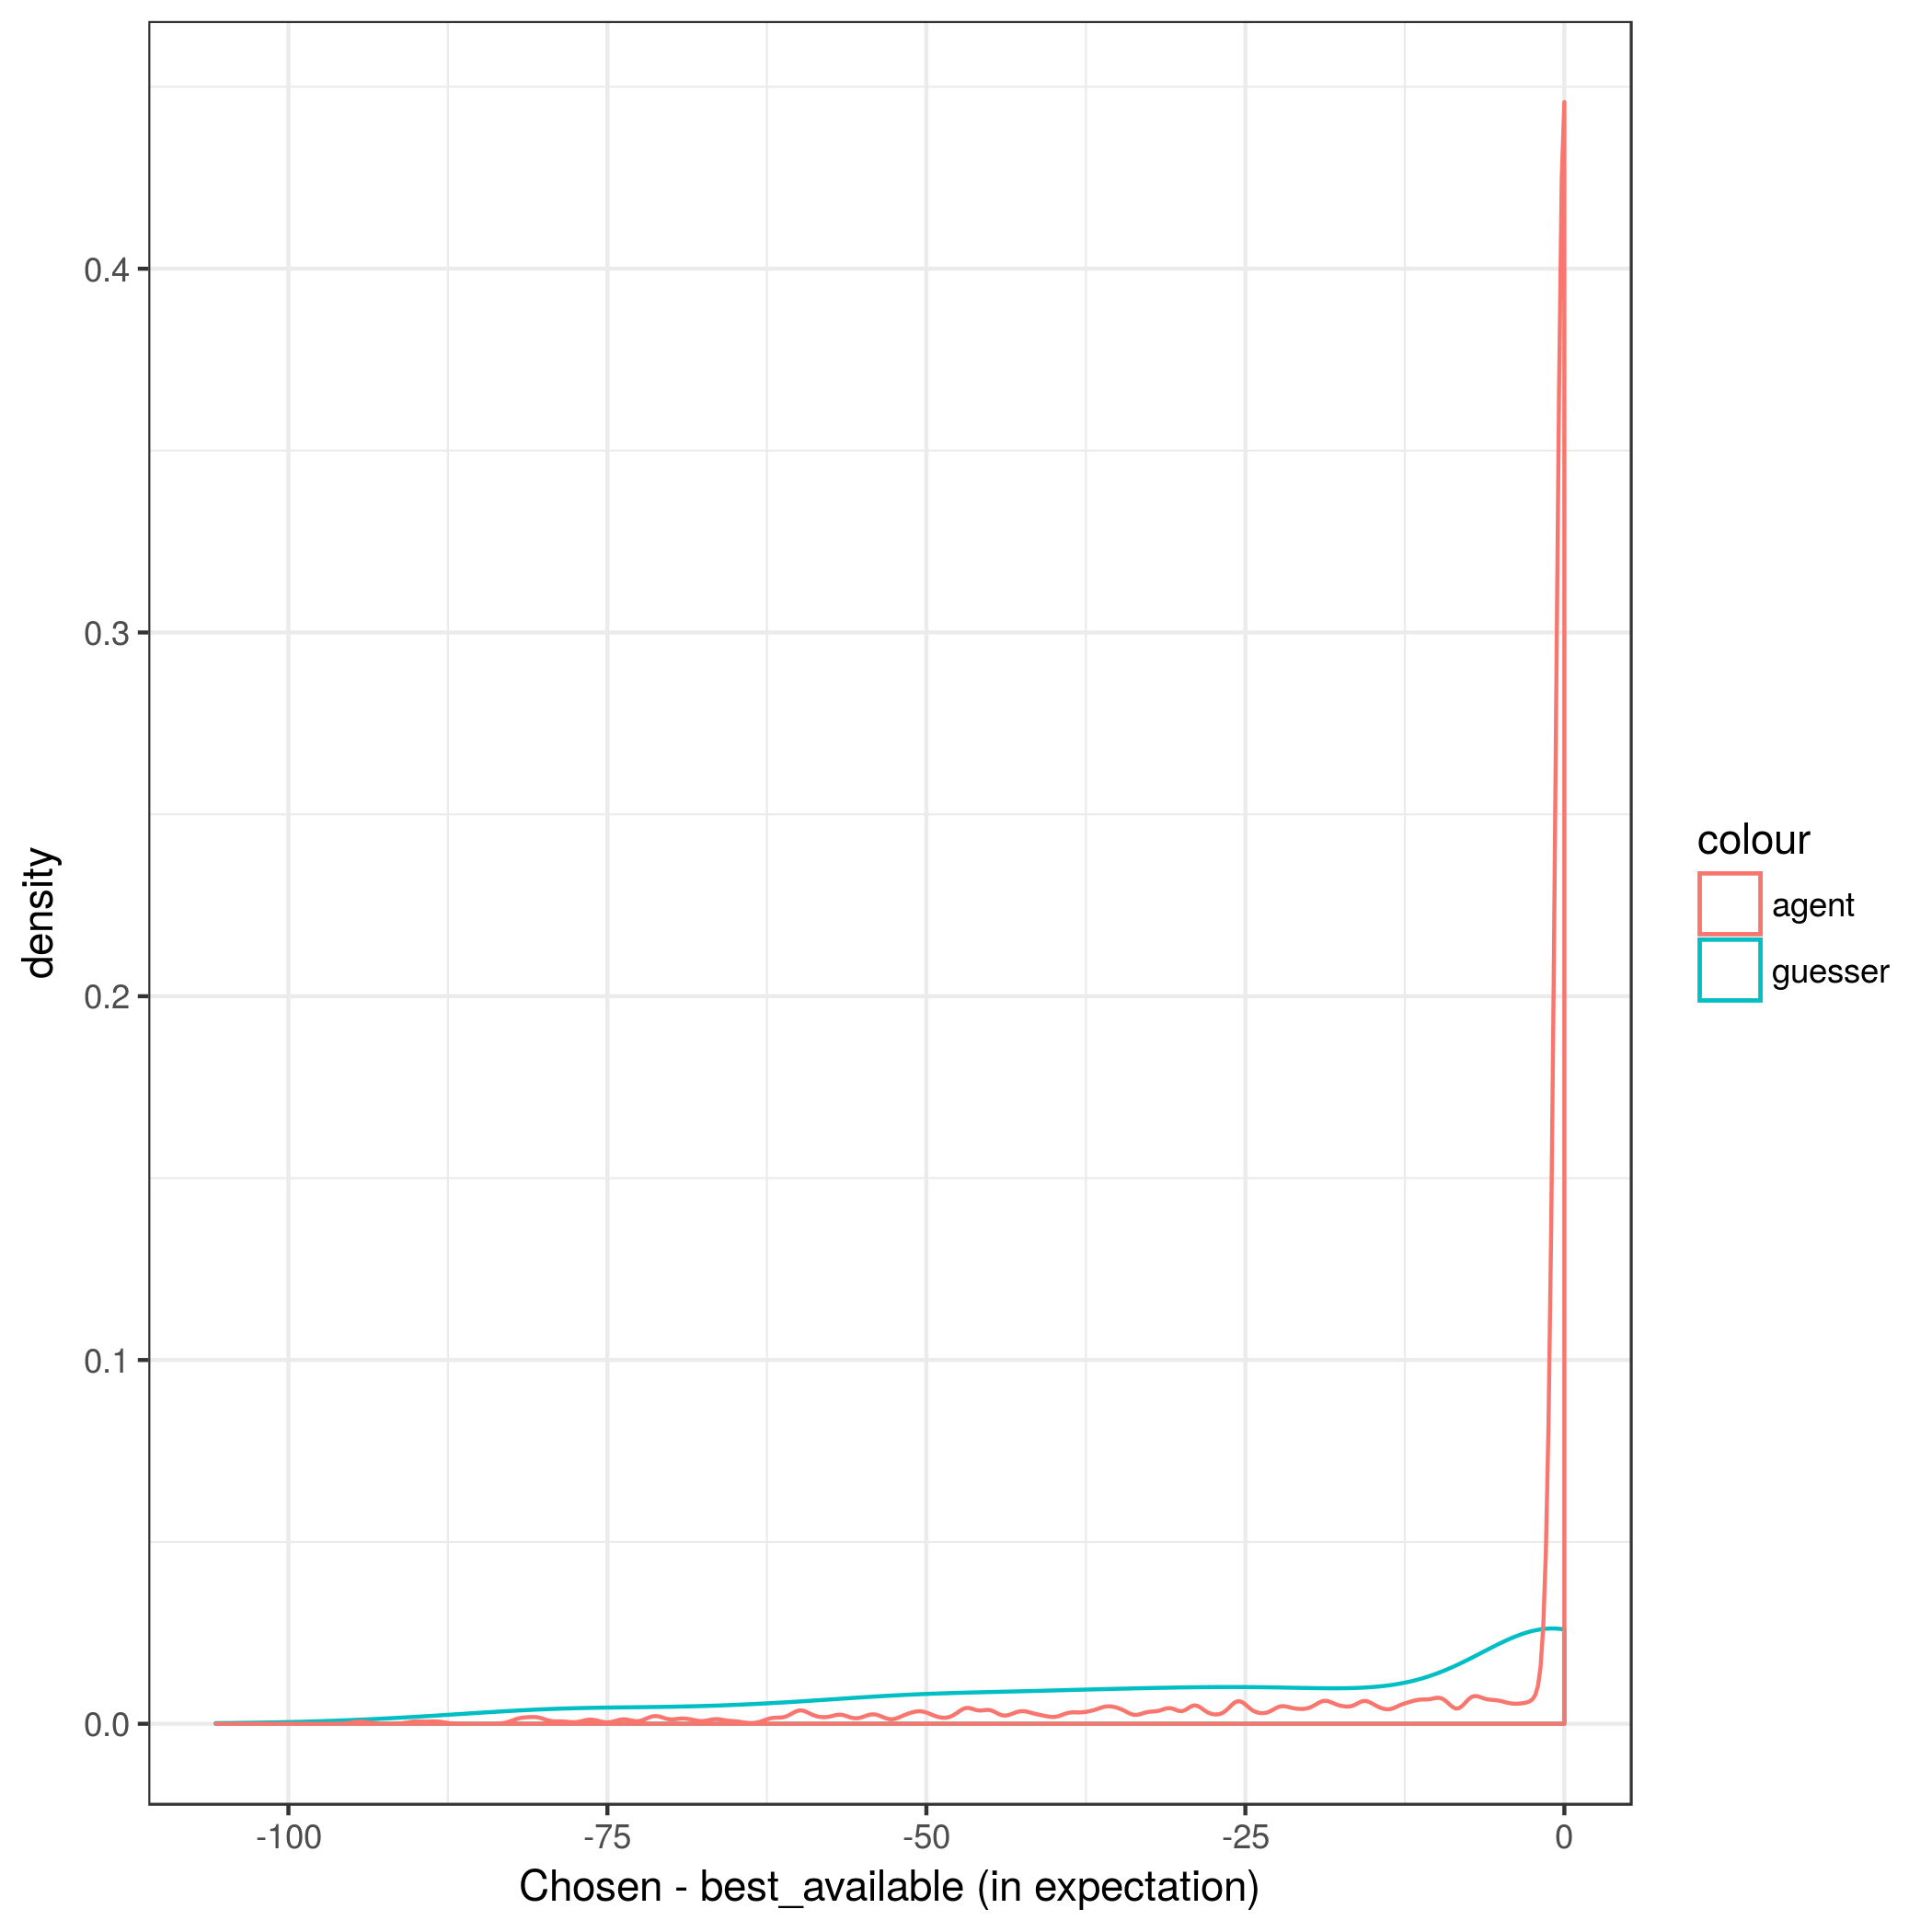 0.4
0.3
0.2
0.1
0.0
density
-100
-75
-50
-25
0
Chosen - best_available (in expectation)
colour
agent
guesser